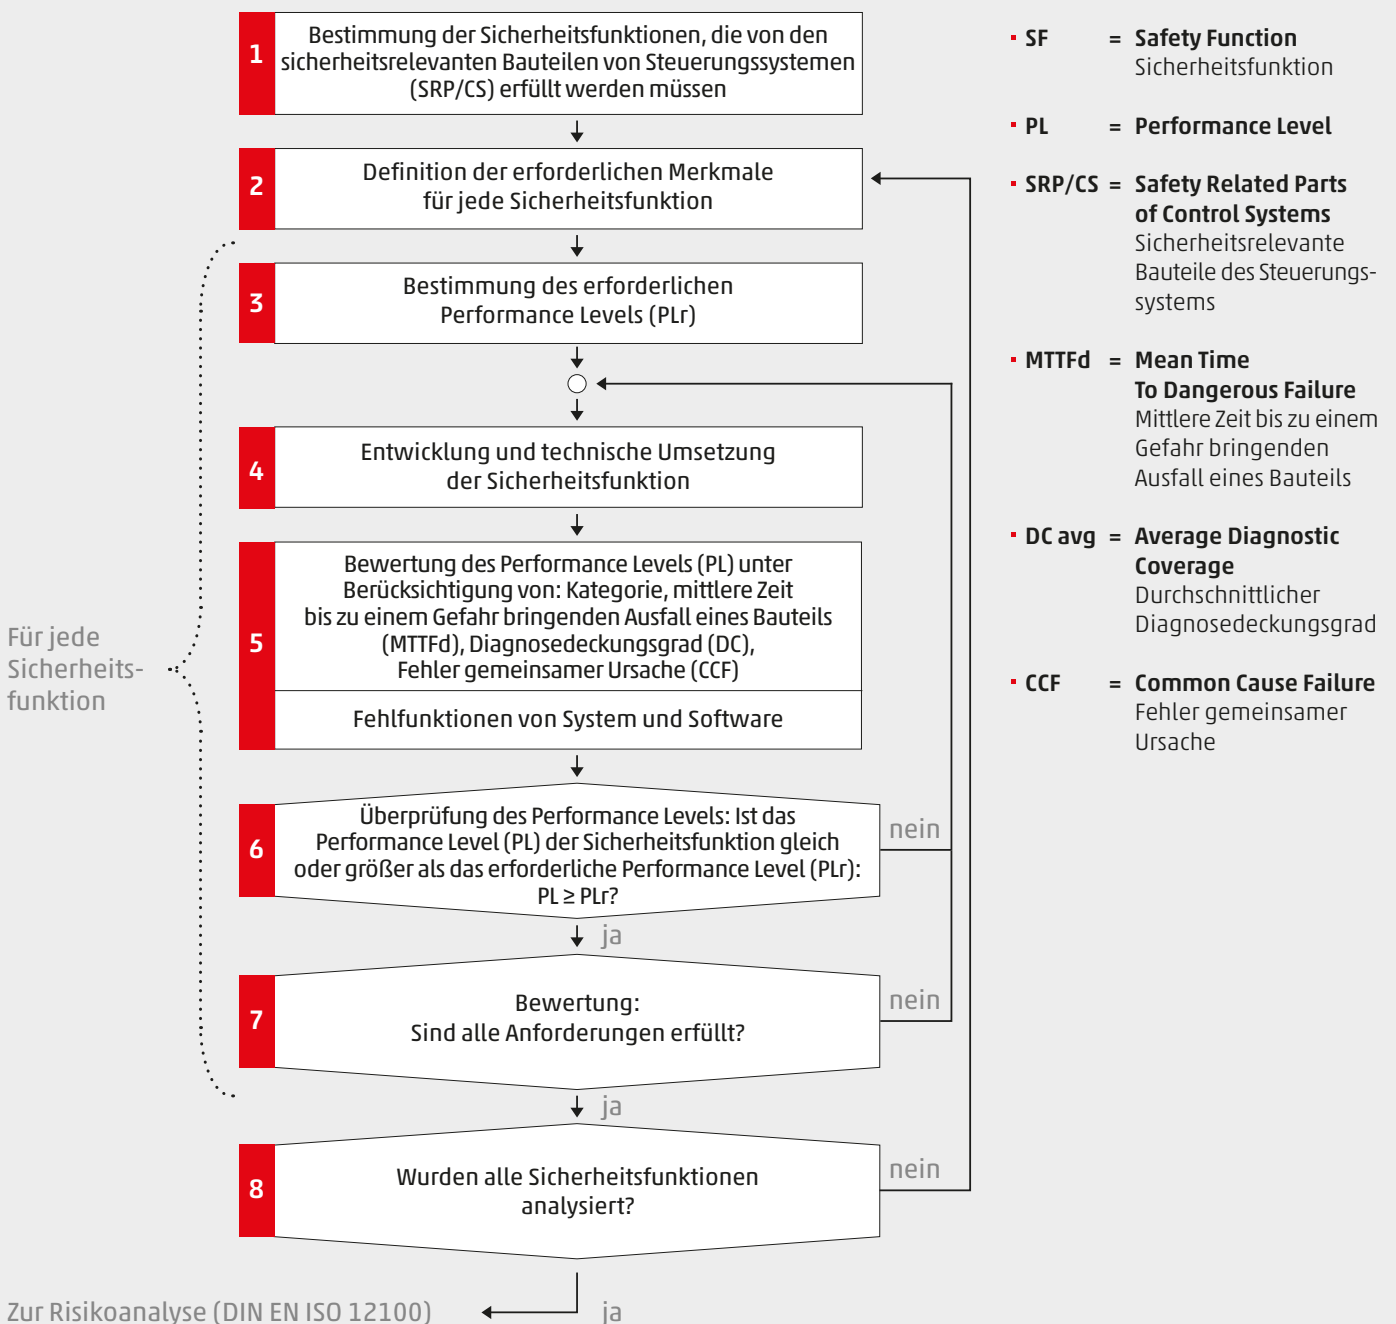 1
Bestimmung der Sicherheitsfunktionen, die von den
sicherheitsrelevanten Bauteilen von Steuerungssystemen
(SRP/CS) erfüllt werden müssen
2
Definition der erforderlichen Merkmale
für jede Sicherheitsfunktion
3
Bestimmung des erforderlichen
Performance Levels (PLr)
4
Entwicklung und technische Umsetzung
der Sicherheitsfunktion
5
Bewertung des Performance Levels (PL) unter
Berücksichtigung von: Kategorie, mittlere Zeit
bis zu einem Gefahr bringenden Ausfall eines Bauteils
(MTTFd), Diagnosedeckungsgrad (DC),
Fehler gemeinsamer Ursache (CCF)
Fehlfunktionen von System und Software
Für jede
Sicherheits-
funktion
6
Überprüfung des Performance Levels: Ist das
Performance Level (PL) der Sicherheitsfunktion gleich
oder größer als das erforderliche Performance Level (PLr):
PL ≥ PLr?
nein
ja
7
Bewertung:
Sind alle Anforderungen erfüllt?
nein
ja
8
Wurden alle Sicherheitsfunktionen
analysiert?
nein
ja
Zur Risikoanalyse (DIN EN ISO 12100)
SF = Safety Function
Sicherheitsfunktion
PL = Performance Level
SRP/CS = Safety Related Parts
of Control Systems
Sicherheitsrelevante
Bauteile des Steuerungs-
systems
MTTFd = Mean Time
To Dangerous Failure
Mittlere Zeit bis zu einem
Gefahr bringenden
Ausfall eines Bauteils
DC avg = Average Diagnostic
Coverage
Durchschnittlicher
Diagnosedeckungsgrad
CCF = Common Cause Failure
Fehler gemeinsamer
Ursache